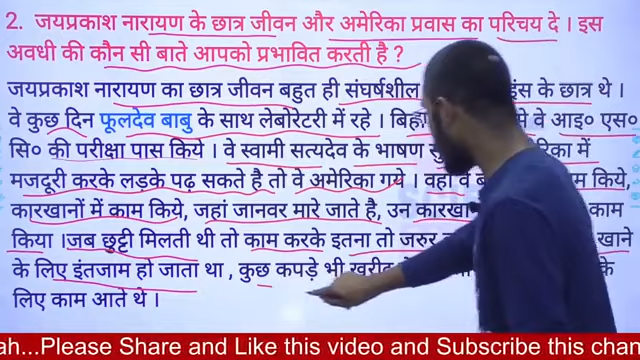 2. जयप्रकाश नारायण के छात्र जीवन और अमेरिका प्रवास का परिचय दे । इस
अवधी की कौन सी बाते आपको प्रभावित करती है ?
जयप्रकाश नारायण का छात्र जीवन बहुत ही संघर्षशील के छात्र थे ।
वे कुछ दिन फूलदेव बाबु के साथ लेबोरेटरी में रहे । वे आइ० एस०
सि० की परीक्षा पास किये । वे स्वामी सत्यदेव के भाषण में
मजदूरी करके लड़के पढ़ सकते है तो वे अमेरिका गये । वहा वे काम किये,
कारखानों में काम किये, जहां जानवर मारे जाते है, उन काम
किया ।जब छुट्टी मिलती थी तो काम करके इतना तो जरुर खाने
के लिए इंतजाम हो जाता था , कुछ कपड़े भी के
लिए काम आते थे ।
ah...Please Share and Like this video and Subscribe this chan